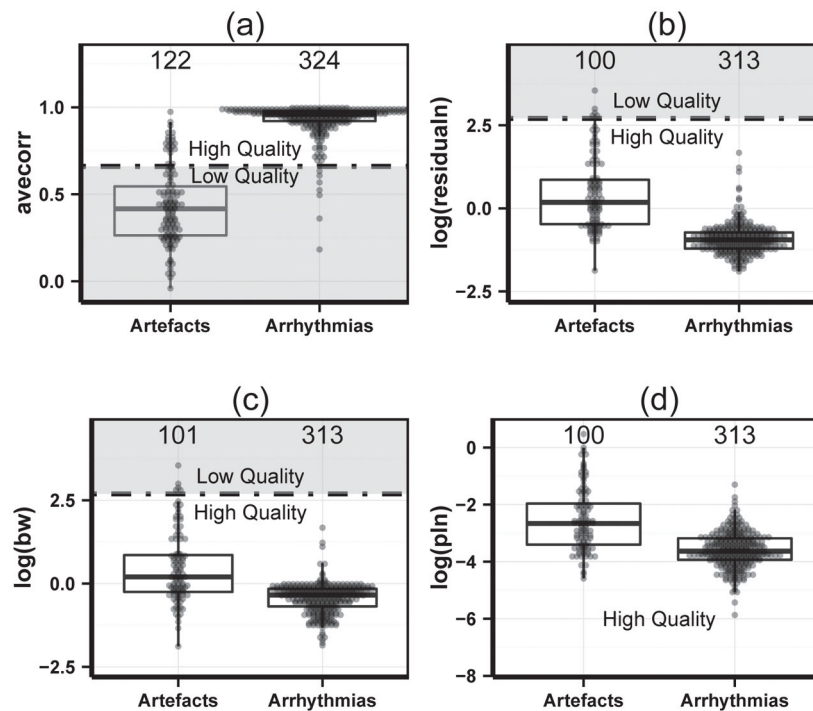 (a)
122 324
1.0
High Quality
Low Quality
0.5
0.0
avecorr
Artefacts Arrhythmias
(b)
100 313
Low Quality
2.5
High Quality
0.0
−2.5
log(residualn)
Artefacts Arrhythmias
(c)
101 313
Low Quality
2.5
High Quality
0.0
−2.5
log(bw)
Artefacts Arrhythmias
(d)
100 313
0
−2
−4
−6
High Quality
−8
log(pln)
Artefacts Arrhythmias